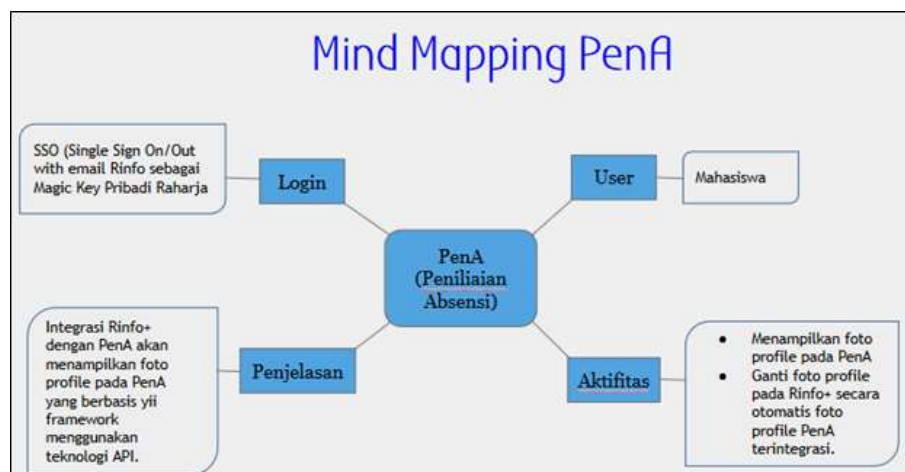 Mind Mapping PenA
SSO (Single Sign On/Out
with email Rinfo sebagai
Magic Key Pribadi Raharja
Login
User
Mahasiswa
PenA
(Peniliaian
Absensi)
Integrasi Rinfo+
dengan PenA akan
menampilkan foto
profile pada PenA
yang berbasis yii
framework
menggunakan
teknologi API.
Penjelasan
Aktifitas
• Menampilkan foto
profile pada PenA
• Ganti foto profile
pada Rinfo+ secara
otomatis foto
profile PenA
terintegrasi.